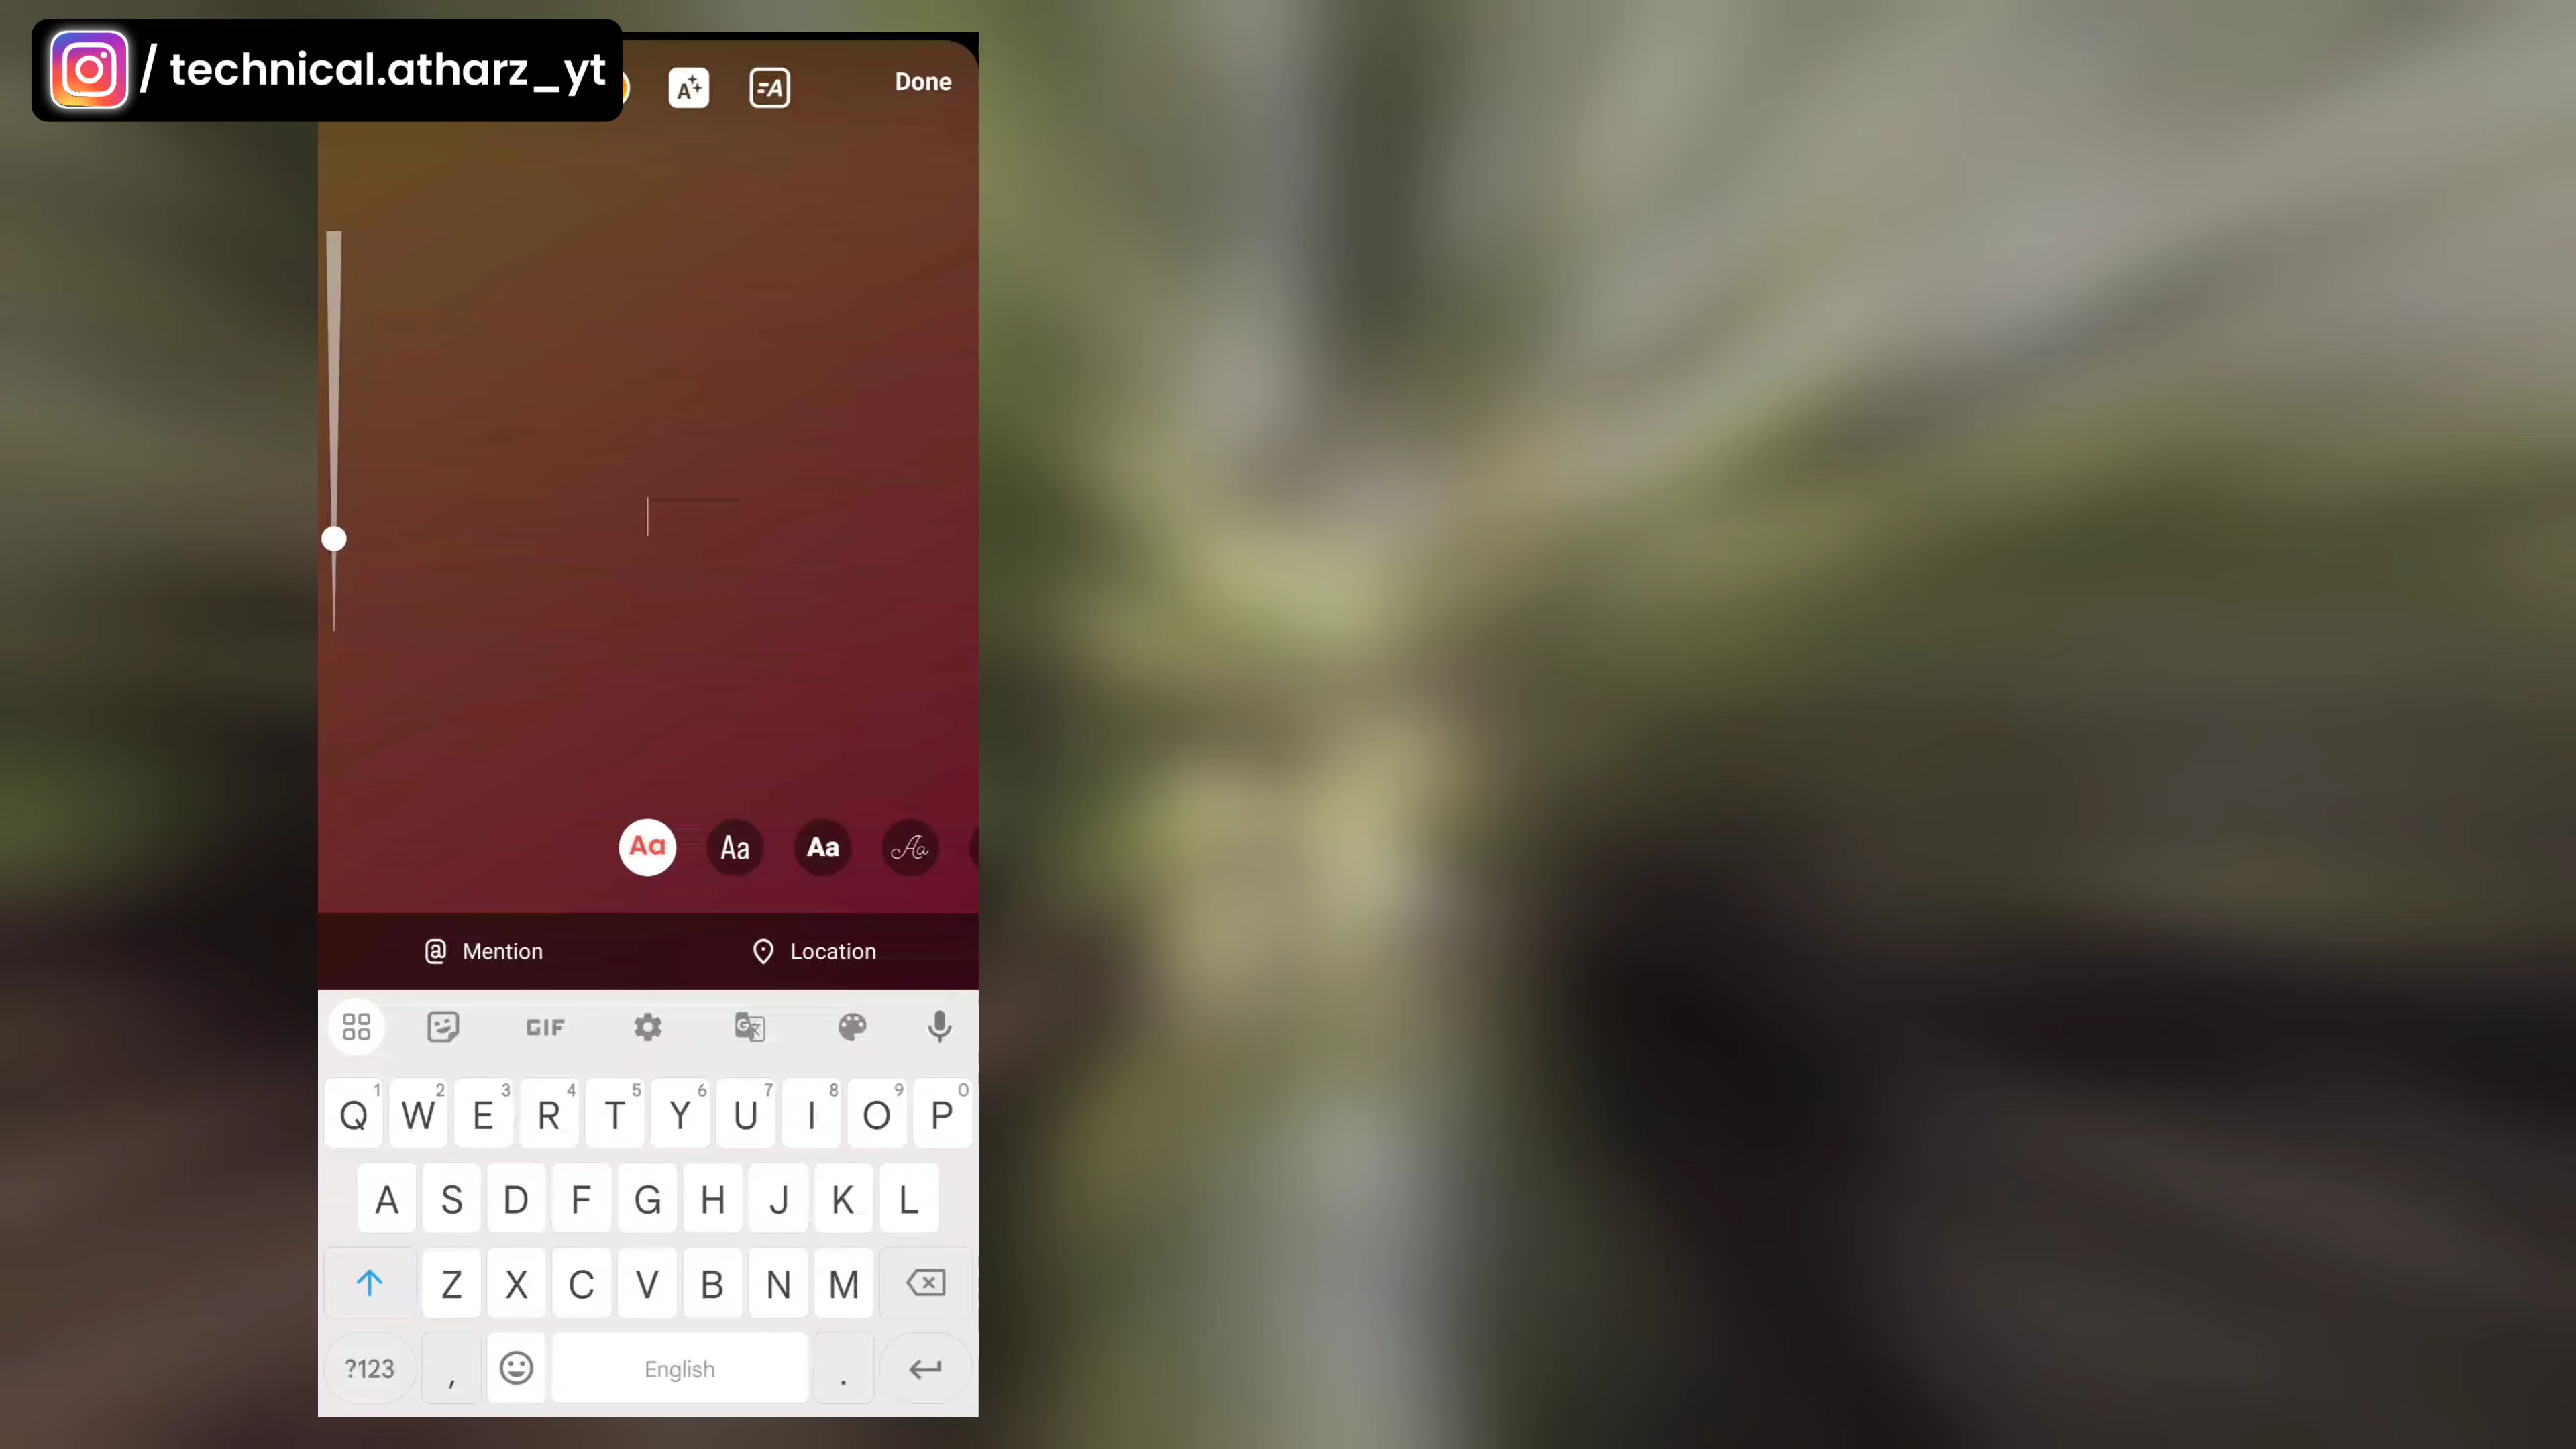 / technical.atharz_yt
A
=A
Done
Aa Aa Aa Aa
@ Mention
Location
GIF
G
Q 1 W 2 E 3 R 4 T 5 Y 6 U 7 I 8 O 9 P 0
A S D F G H J K L
Z X C V B N M
?123 , English .